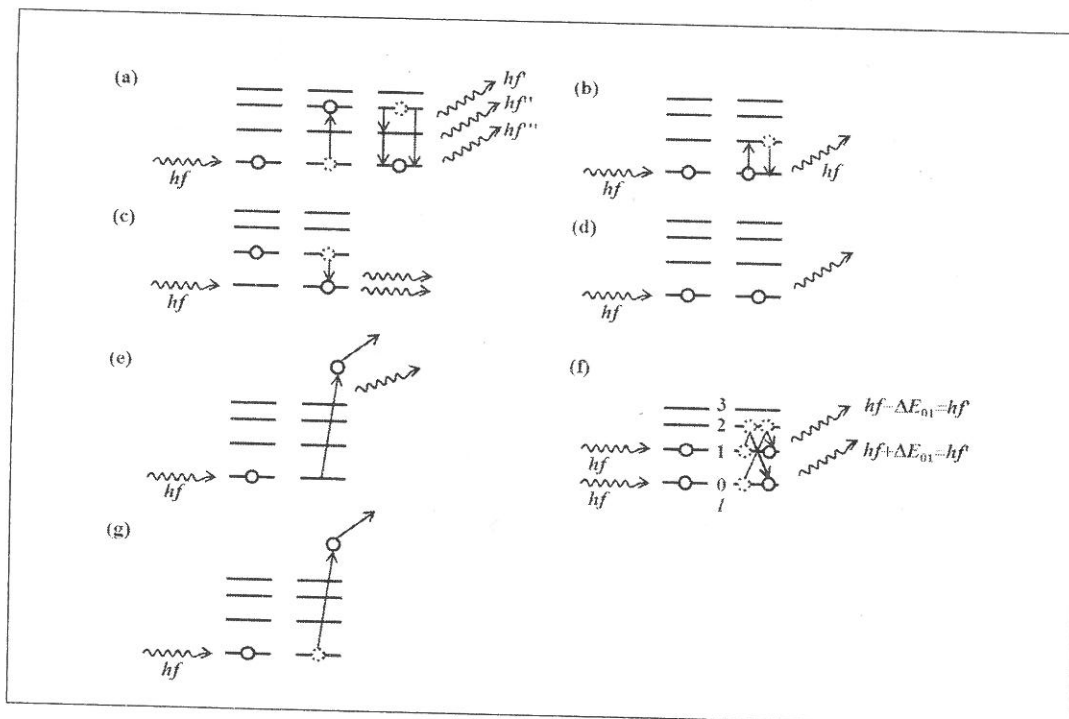 (a)
hf
hf'
hf''
hf'''
(b)
hf
hf
(c)
hf
(d)
hf
(e)
hf
(f)
3
2
1
0
1
hf
hf
hf−ΔE₀₁=hf'
hf+ΔE₀₁=hf'
(g)
hf